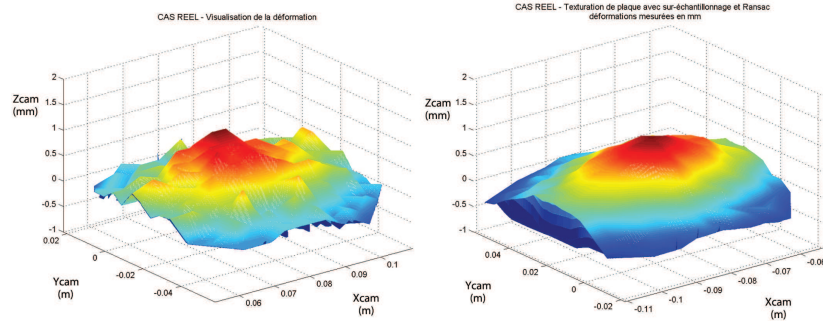 CAS REEL - Visualisation de la déformation
Zcam
(mm)
2
1.5
1
0.5
0
-0.5
-1
0.02
0
-0.02
-0.04
Ycam
(m)
0.06
0.07
0.08
0.09
0.1
Xcam
(m)
CAS REEL - Texturation de plaque avec sur-échantillonnage et Ransac
déformations mesurées en mm
Zcam
(mm)
2
1.5
1
0.5
0
-0.5
-1
0.04
0.02
0
-0.02
Ycam
(m)
-0.11
-0.1
-0.09
-0.08
-0.07
Xcam
(m)